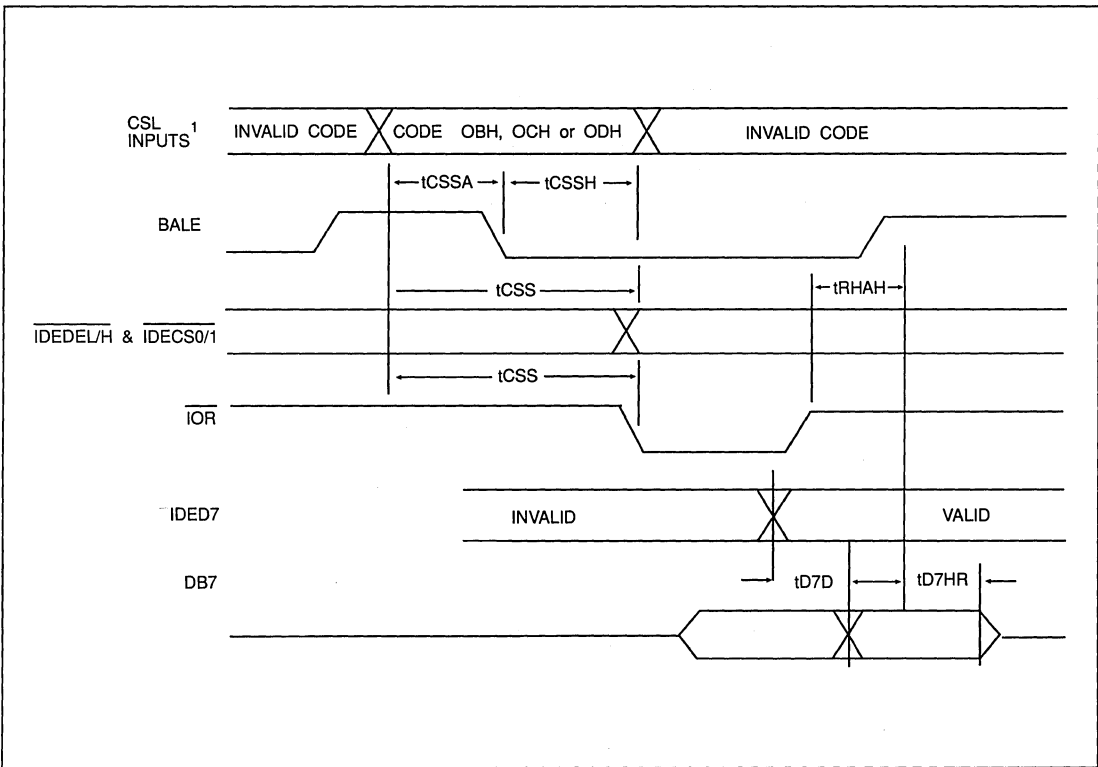 CSL
INPUTS1
INVALID CODE
CODE OBH, OCH or ODH
INVALID CODE
tCSSA
tCSSH
BALE
tCSS
tRHAH
IDEDEL/H & IDECS0/1
tCSS
IOR
IDED7
INVALID
VALID
DB7
tD7D
tD7HR